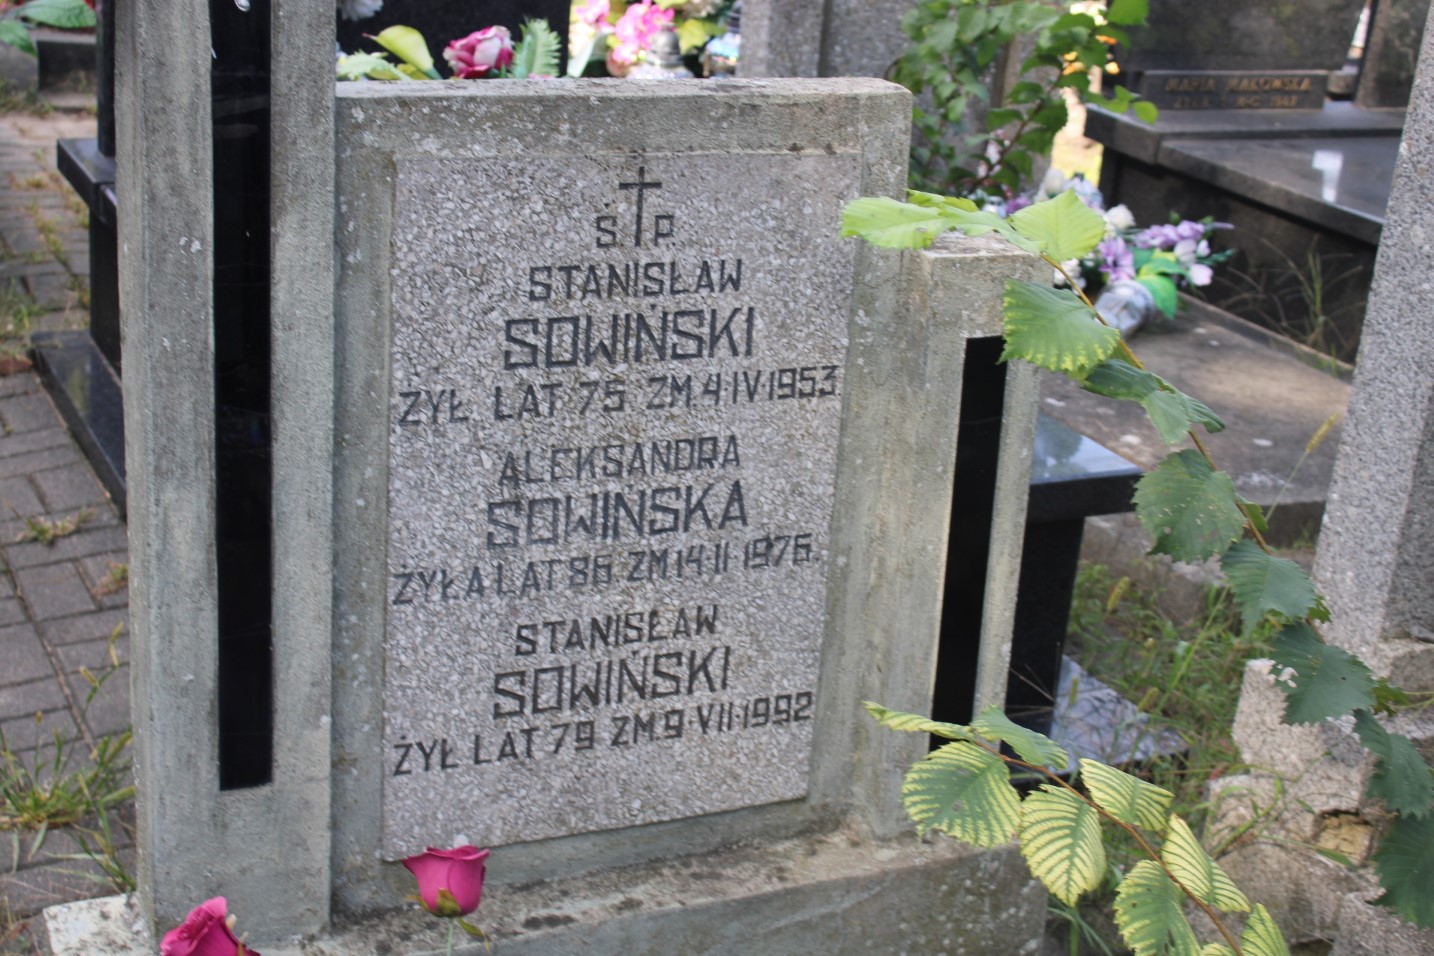 Ś. P.
STANISŁAW
SOWIŃSKI
ŻYŁ LAT 75 ZM. 4·IV·1953
ALEKSANDRA
SOWIŃSKA
ŻYŁA LAT 86 ZM 14·II·1976.
STANISŁAW
SOWIŃSKI
ŻYŁ LAT 79 ZM. 9·VII·1992
MARIA